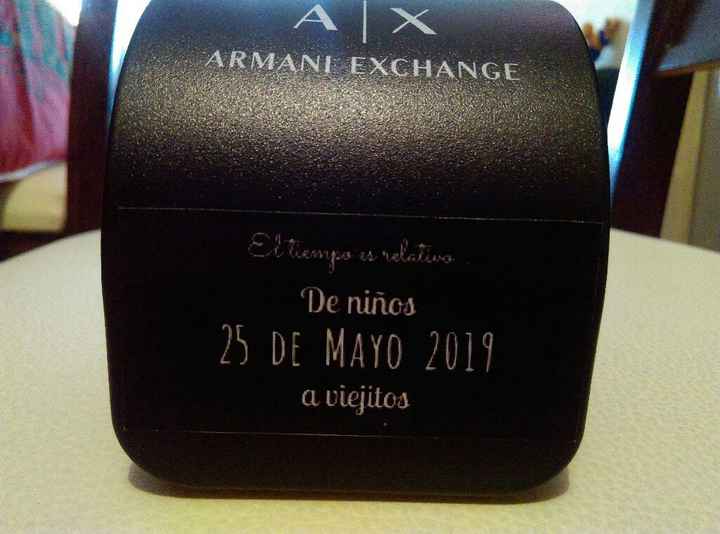 A|X
ARMANI EXCHANGE
El tiempo es relativo...
De niños
25 DE MAYO 2019
a viejitos